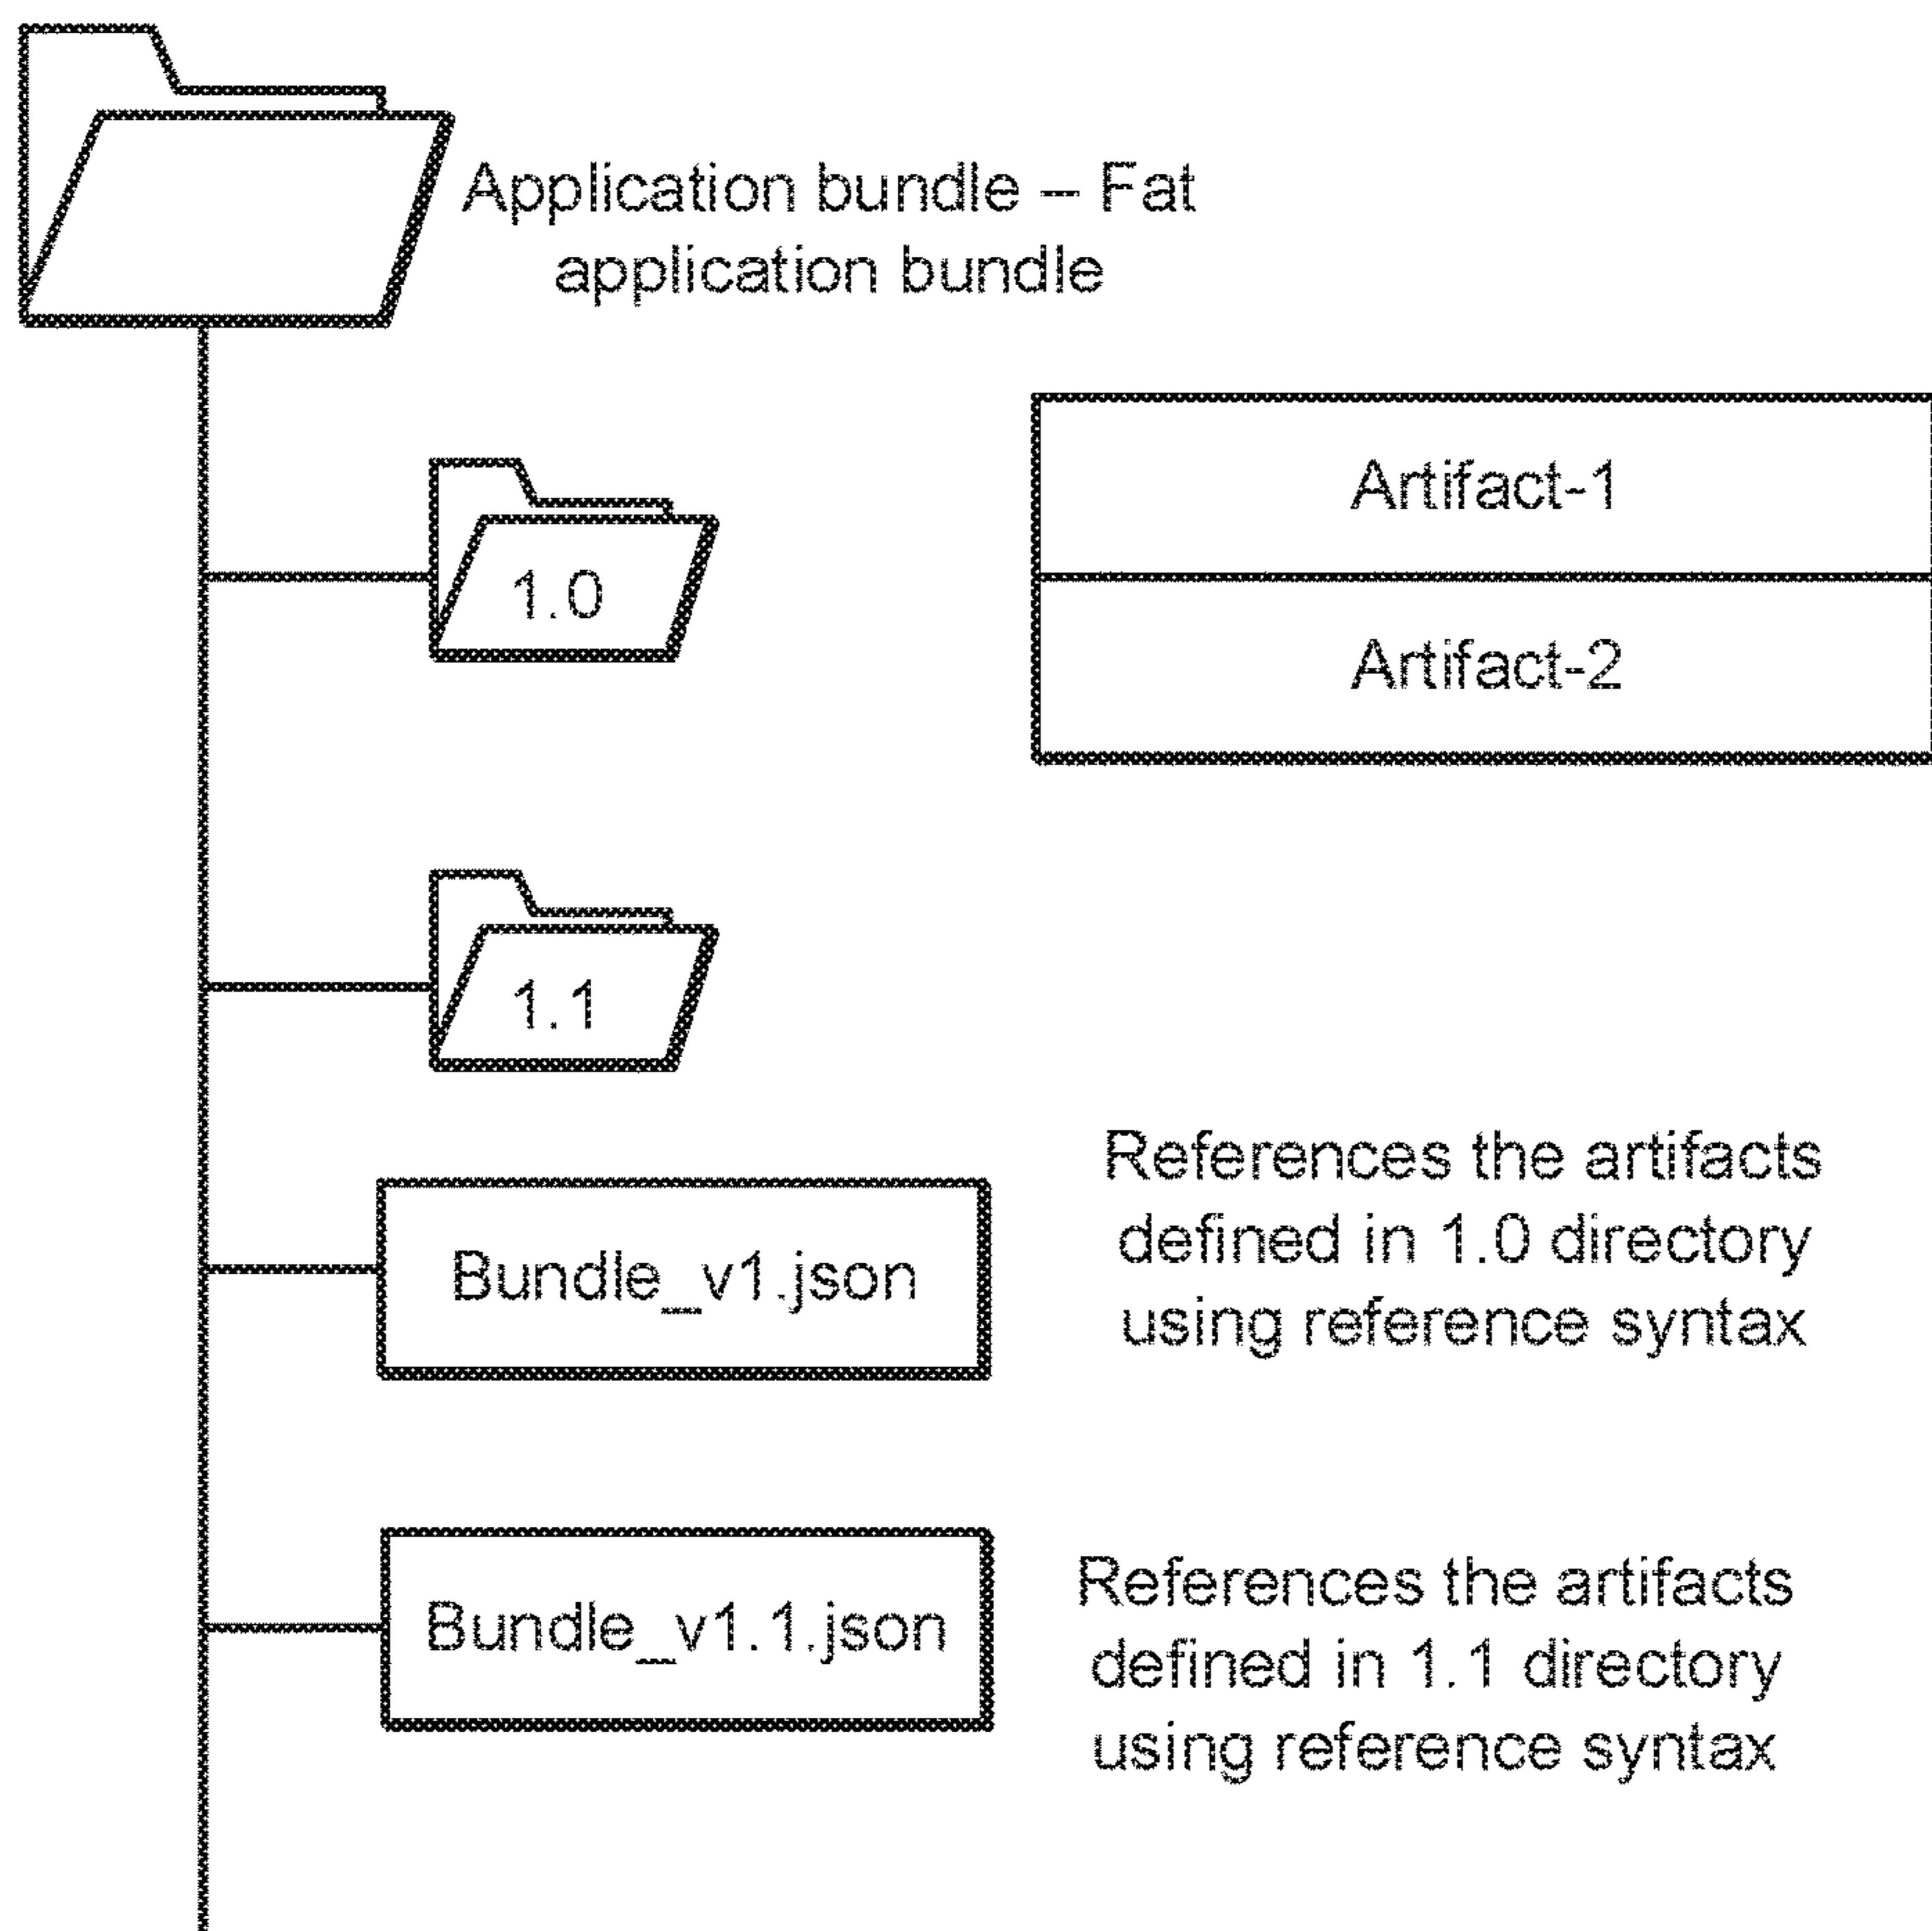 Application bundle – Fat
application bundle
Artifact-1
1.0
Artifact-2
1.1
References the artifacts
defined in 1.0 directory
using reference syntax
Bundle_v1.json
References the artifacts
defined in 1.1 directory
using reference syntax
Bundle_v1.1.json